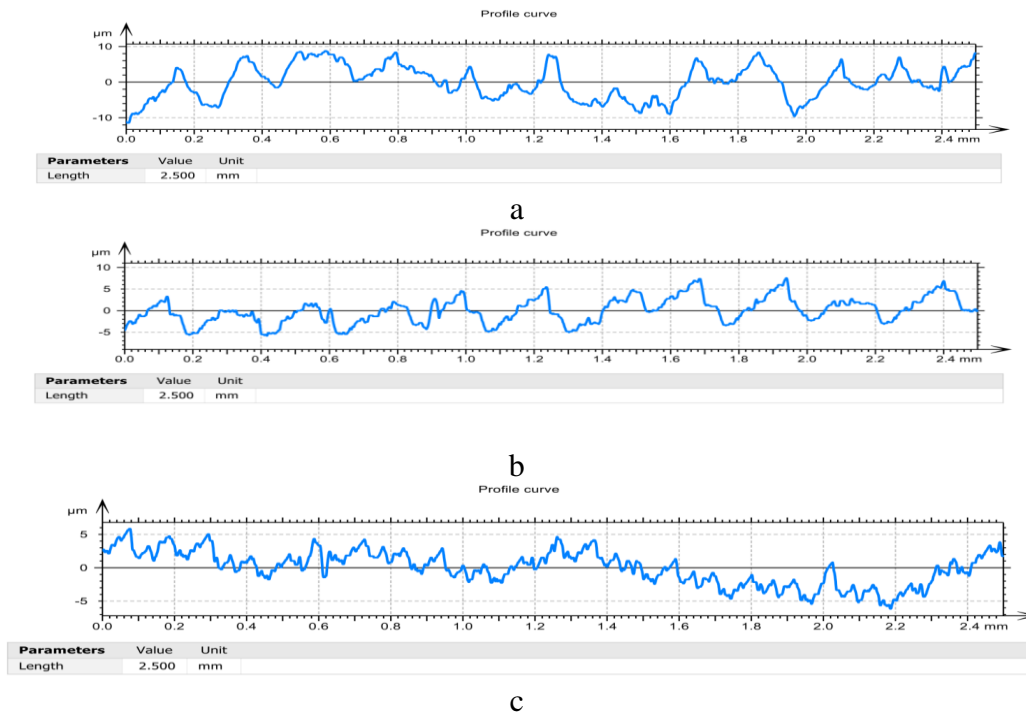 Profile curve
µm
10
0
-10
0.0 0.2 0.4 0.6 0.8 1.0 1.2 1.4 1.6 1.8 2.0 2.2 2.4 mm
Parameters Value Unit
Length 2.500 mm
a
Profile curve
µm
10
5
0
-5
0.0 0.2 0.4 0.6 0.8 1.0 1.2 1.4 1.6 1.8 2.0 2.2 2.4 mm
Parameters Value Unit
Length 2.500 mm
b
Profile curve
µm
5
0
-5
0.0 0.2 0.4 0.6 0.8 1.0 1.2 1.4 1.6 1.8 2.0 2.2 2.4 mm
Parameters Value Unit
Length 2.500 mm
c